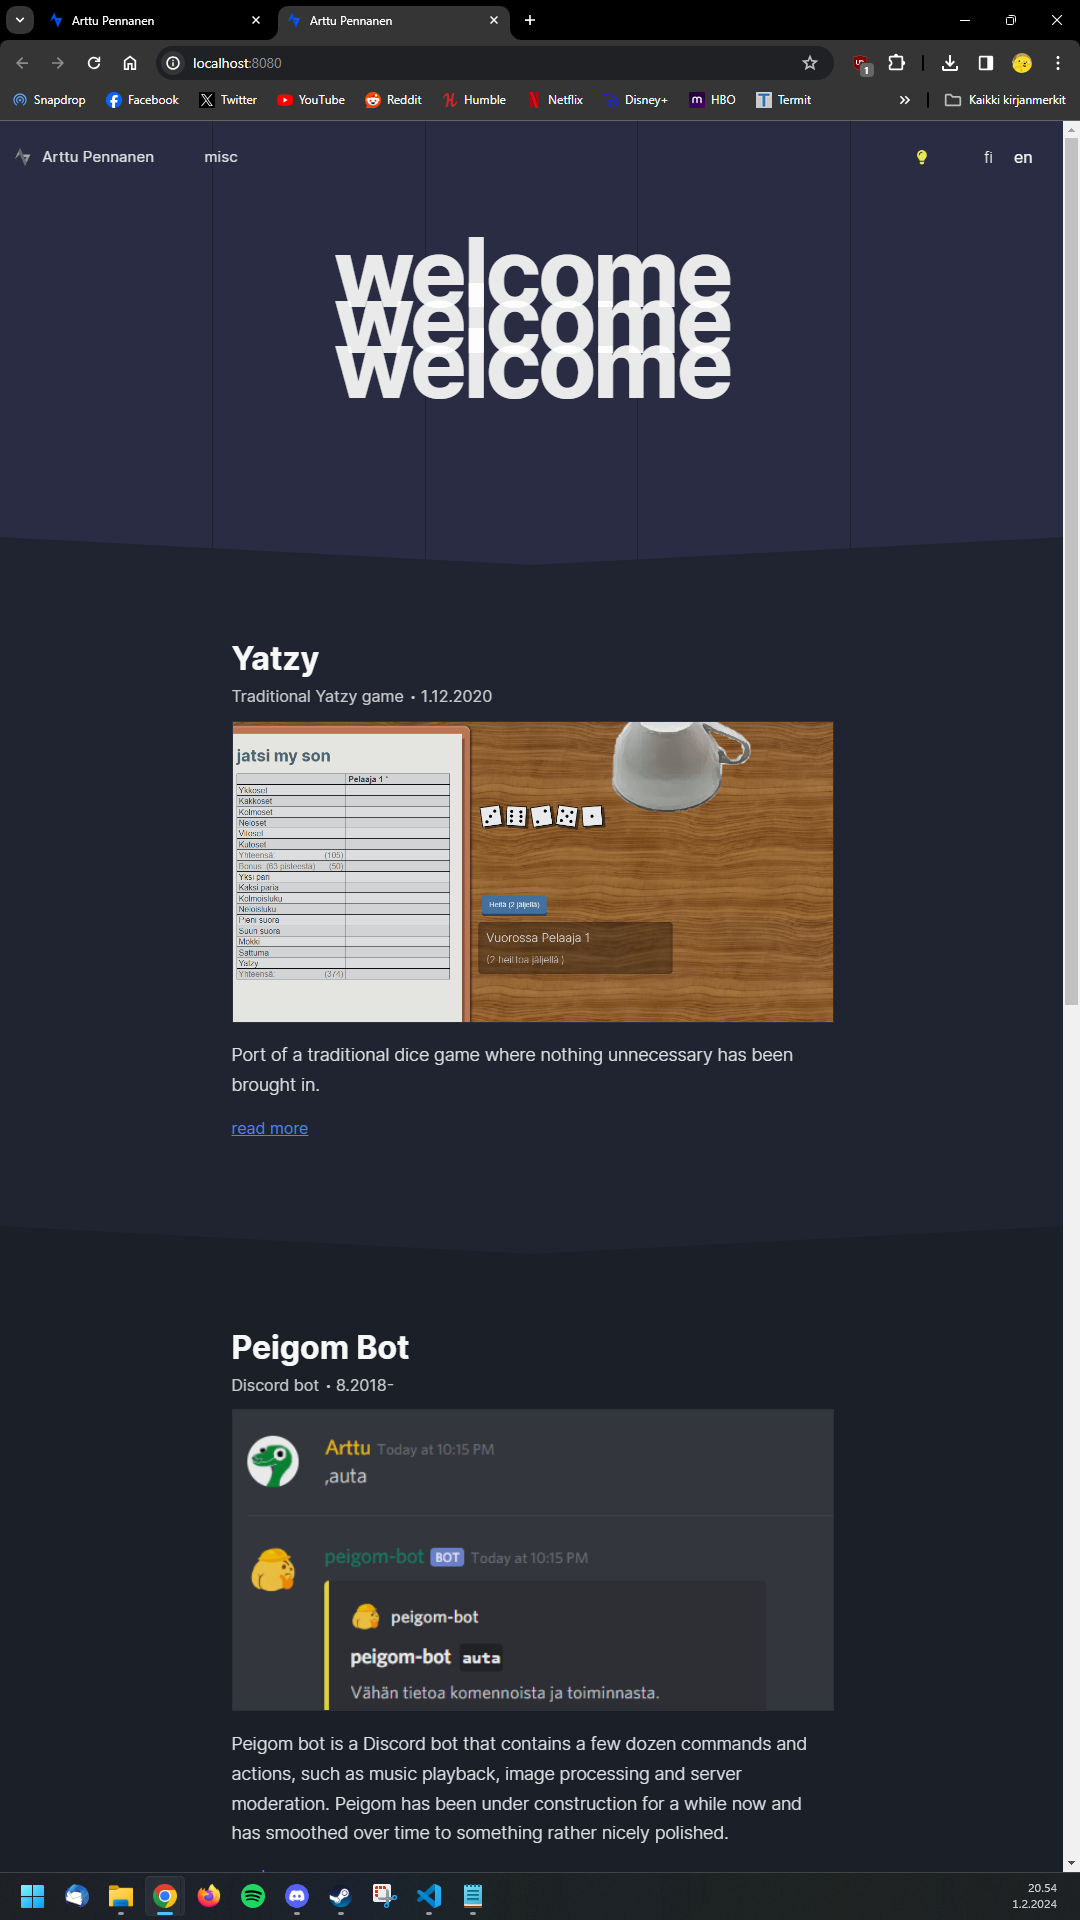 Arttu Pennanen
Arttu Pennanen
localhost:8080
1
Snapdrop
Facebook
Twitter
YouTube
Reddit
Humble
Netflix
Disney+
HBO
Termit
Kaikki kirjanmerkit
Arttu Pennanen
misc
fi
en
welcome
welcome
welcome
Yatzy
Traditional Yatzy game • 1.12.2020
jatsi my son
Pelaaja 1 *
Ykköset
Kakkoset
Kolmoset
Neloset
Vitoset
Kutoset
Yhteensä: (105)
Bonus: (63 pisteestä) (50)
Yksi pari
Kaksi paria
Kolmoisluku
Neloisluku
Pieni suora
Suuri suora
Mökki
Sattuma
Yatzy
Yhteensä: (374)
Heitä (2 jäljellä)
Vuorossa Pelaaja 1
(2 heittoa jäljellä )
Port of a traditional dice game where nothing unnecessary has been
brought in.
read more
Peigom Bot
Discord bot • 8.2018-
Arttu Today at 10:15 PM
,auta
peigom-bot BOT Today at 10:15 PM
peigom-bot
peigom-bot auta
Vähän tietoa komennoista ja toiminnasta.
Peigom bot is a Discord bot that contains a few dozen commands and
actions, such as music playback, image processing and server
moderation. Peigom has been under construction for a while now and
has smoothed over time to something rather nicely polished.
20.54
1.2.2024